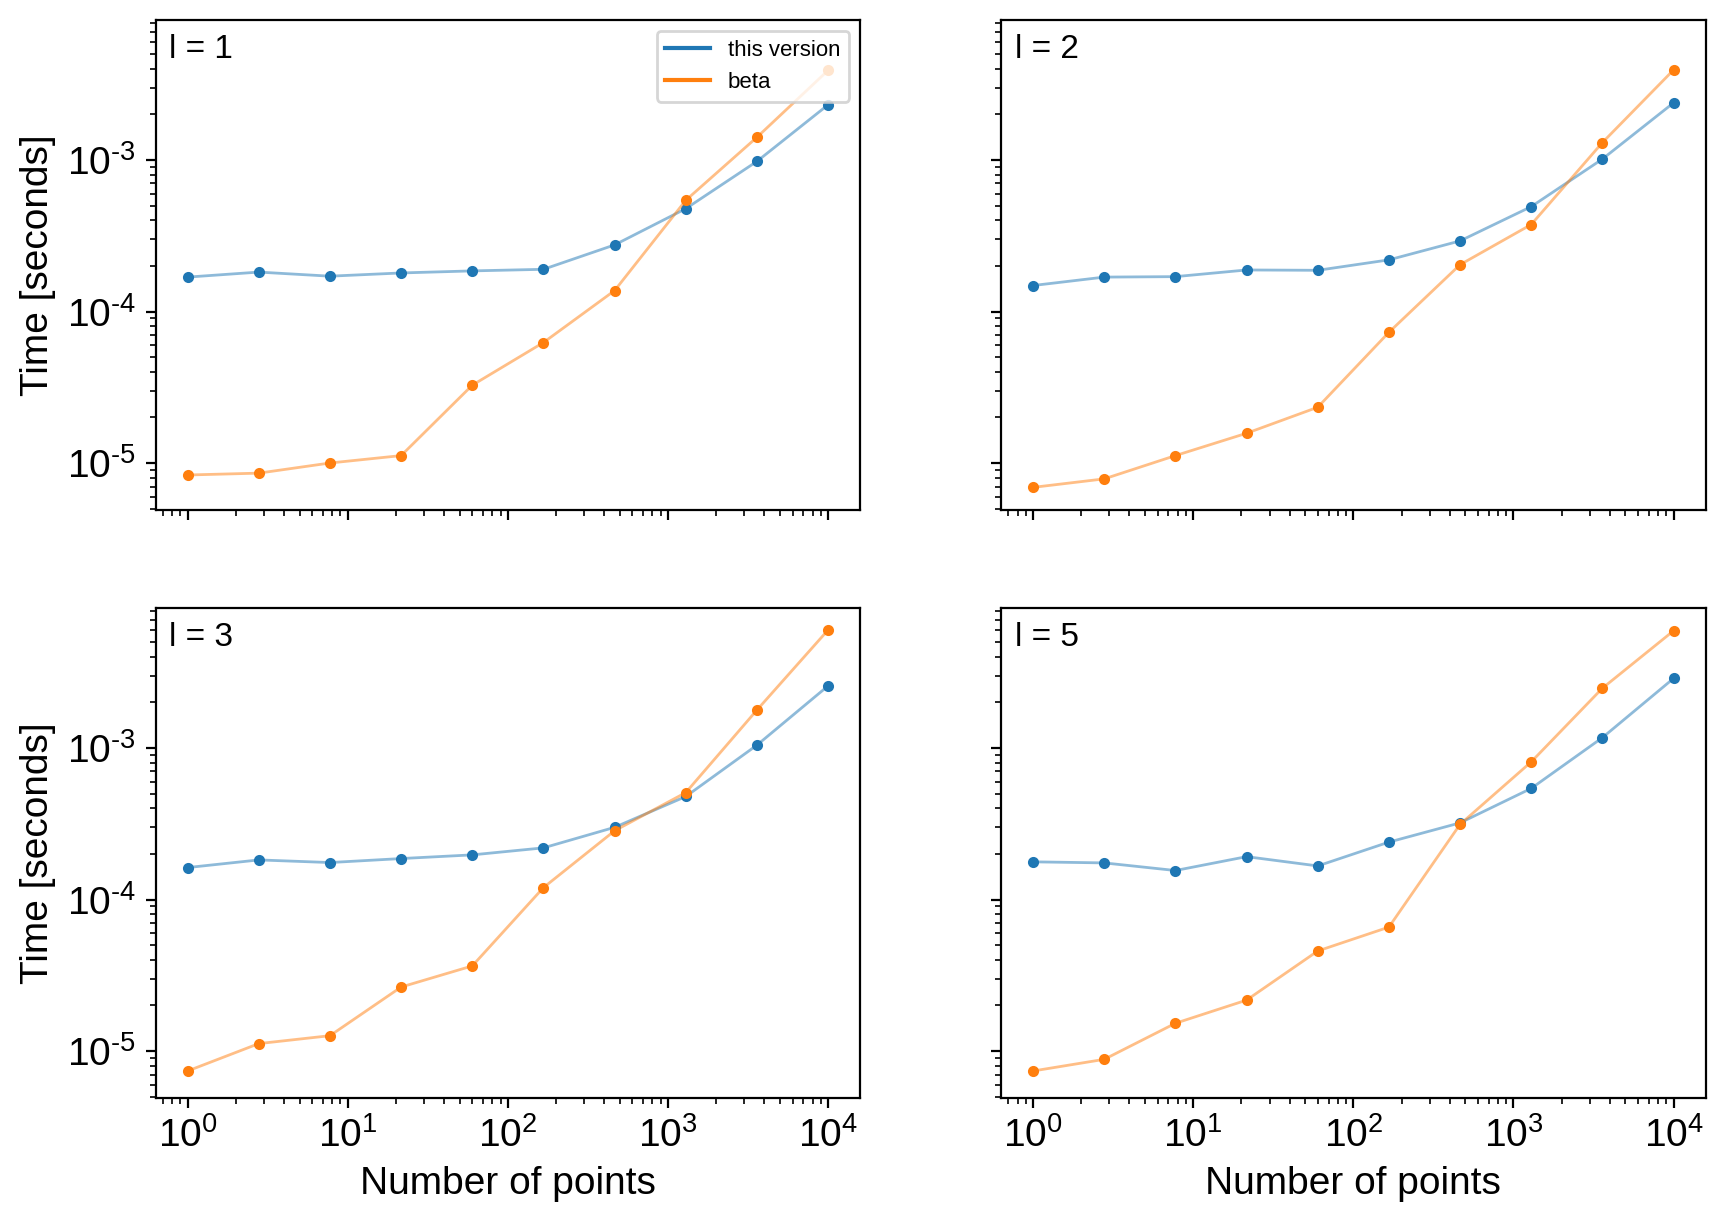 l = 1
this version
beta
l = 2
Time [seconds]
10^-3
10^-4
10^-5
l = 3
l = 5
Time [seconds]
10^-3
10^-4
10^-5
10^0 10^1 10^2 10^3 10^4
10^0 10^1 10^2 10^3 10^4
Number of points
Number of points